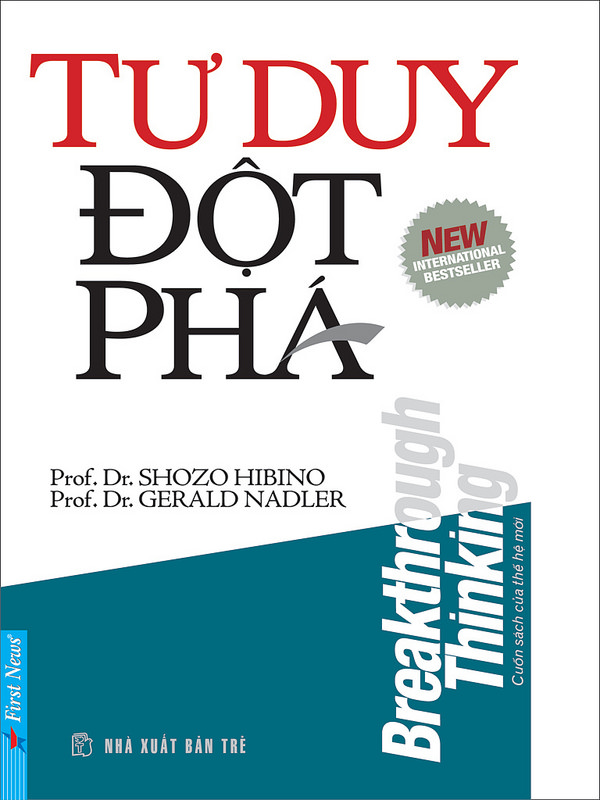 TƯ DUY
ĐỘT
PHÁ
NEW
INTERNATIONAL
BESTSELLER
Prof. Dr. SHOZO HIBINO
Prof. Dr. GERALD NADLER
Breakthrough
Thinking
Cuốn sách của thế hệ mới
First News®
NHÀ XUẤT BẢN TRẺ